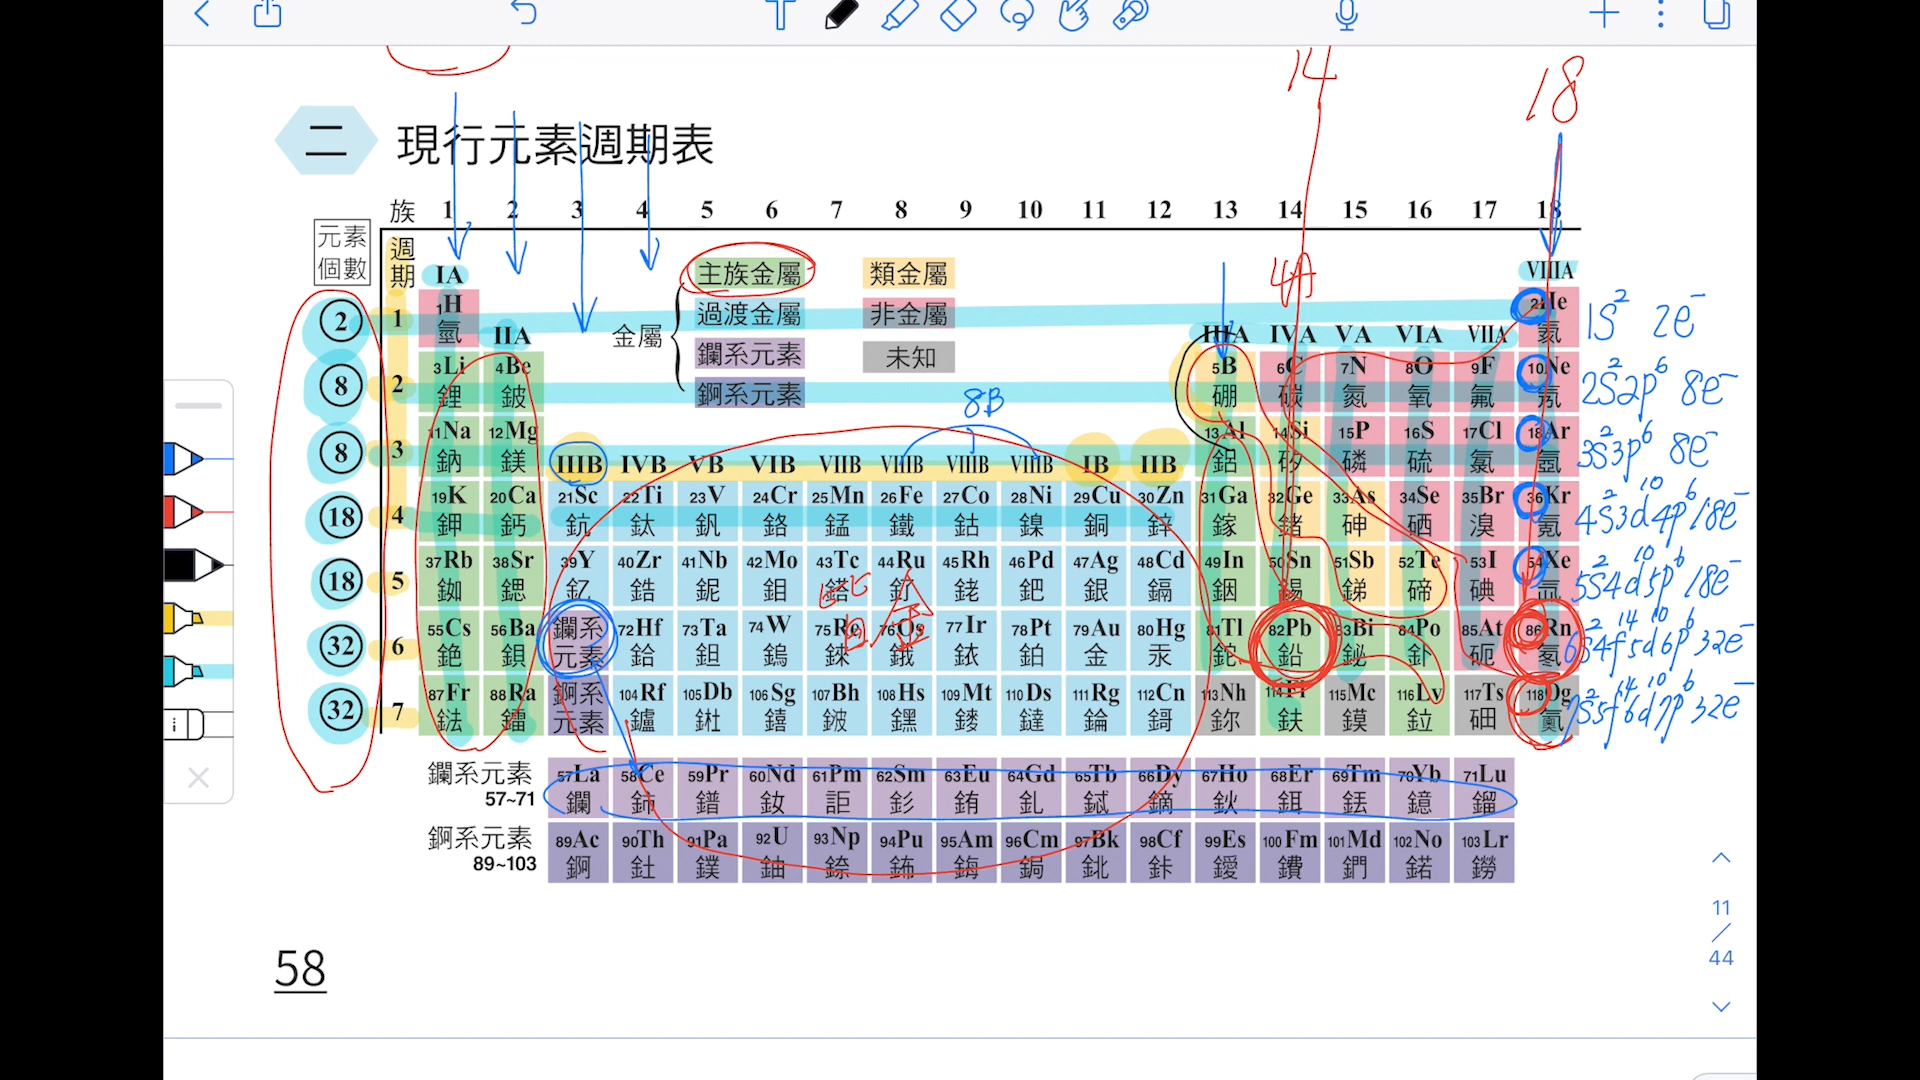 14
18
二 現行元素週期表
族 1 2 3 4 5 6 7 8 9 10 11 12 13 14 15 16 17 18
元素
個數
週
期
IA
主族金屬 類金屬
VIIIA
4A
2 1 1H 2He 1S² 2e⁻
氫 過渡金屬 非金屬 氦
金屬
IIA IIIA IVA VA VIA VIIA
鑭系元素 未知
8 2 3Li 4Be 5B 6C 7N 8O 9F 10Ne 2S²2p⁶ 8e⁻
鋰 鈹 錒系元素 硼 碳 氮 氧 氟 氖
8B
8 3 11Na 12Mg 13Al 14Si 15P 16S 17Cl 18Ar 3S²3p⁶ 8e⁻
鈉 鎂 IIIB IVB VB VIB VIIB VIIIB VIIIB VIIIB IB IIB 鋁 矽 磷 硫 氯 氬
18 4 19K 20Ca 21Sc 22Ti 23V 24Cr 25Mn 26Fe 27Co 28Ni 29Cu 30Zn 31Ga 32Ge 33As 34Se 35Br 36Kr 4S²3d¹⁰4p⁶ 18e⁻
鉀 鈣 鈧 鈦 釩 鉻 錳 鐵 鈷 鎳 銅 鋅 鎵 鍺 砷 硒 溴 氪
18 5 37Rb 38Sr 39Y 40Zr 41Nb 42Mo 43Tc 44Ru 45Rh 46Pd 47Ag 48Cd 49In 50Sn 51Sb 52Te 53I 54Xe 5S²4d¹⁰5p⁶ 18e⁻
銣 鍶 釔 鋯 鈮 鉬 鎝 釕 銠 鈀 銀 鎘 銦 錫 銻 碲 碘 氙
32 6 55Cs 56Ba 鑭系 72Hf 73Ta 74W 75Re 76Os 77Ir 78Pt 79Au 80Hg 81Tl 82Pb 83Bi 84Po 85At 86Rn 6S²4f¹⁴5d¹⁰6p⁶ 32e⁻
銫 鋇 元素 鉿 鉭 鎢 錸 鋨 銥 鉑 金 汞 鉈 鉛 鉍 釙 砈 氡
32 7 87Fr 88Ra 錒系 104Rf 105Db 106Sg 107Bh 108Hs 109Mt 110Ds 111Rg 112Cn 113Nh 114Fl 115Mc 116Lv 117Ts 118Og 7S²5f¹⁴6d¹⁰7p⁶ 32e⁻
鍅 鐳 元素 鑪 𨧀 𨭎 𨨏 𨭆 䥑 鐽 錀 鎶 鉨 鈇 鏌 鉝 鿬 鿫
鑭系元素 57La 58Ce 59Pr 60Nd 61Pm 62Sm 63Eu 64Gd 65Tb 66Dy 67Ho 68Er 69Tm 70Yb 71Lu
57~71 鑭 鈰 鐠 釹 鉕 釤 銪 釓 鋱 鏑 鈥 鉺 銩 鐿 鎦
錒系元素 89Ac 90Th 91Pa 92U 93Np 94Pu 95Am 96Cm 97Bk 98Cf 99Es 100Fm 101Md 102No 103Lr
89~103 錒 釷 鏷 鈾 錼 鈽 鋂 鋦 鉳 鉲 鑀 鐨 鍆 鍩 鐒
58
11
/
44